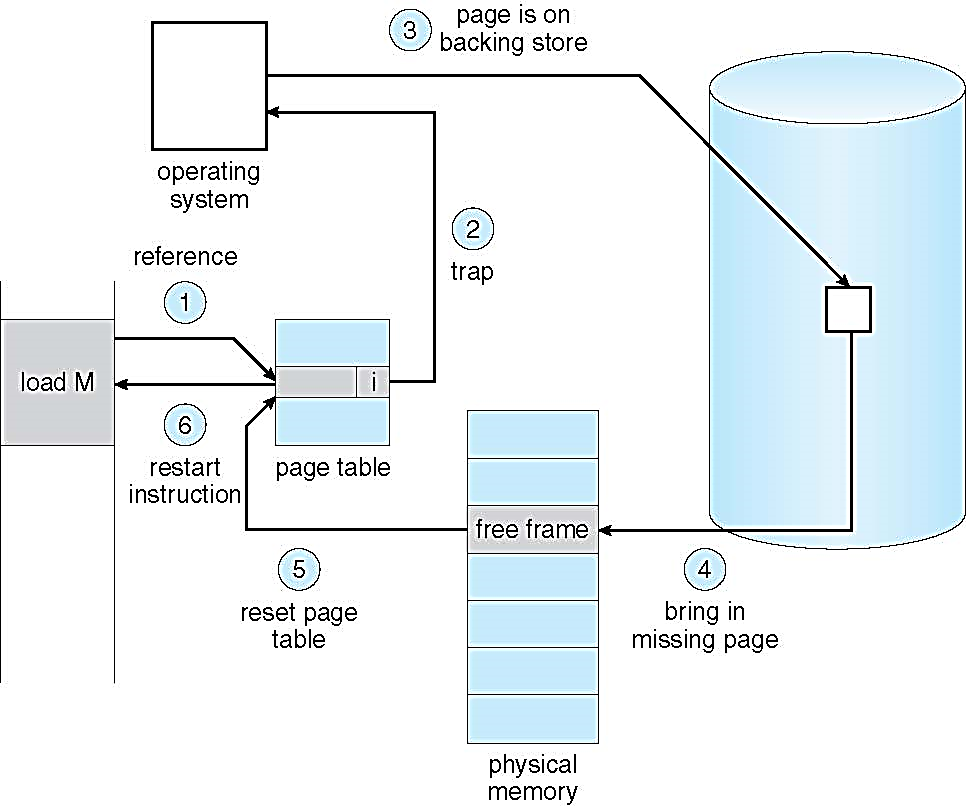 3
page is on
backing store
operating
system
2
trap
reference
1
load M
i
6
restart
instruction
page table
free frame
5
reset page
table
4
bring in
missing page
physical
memory